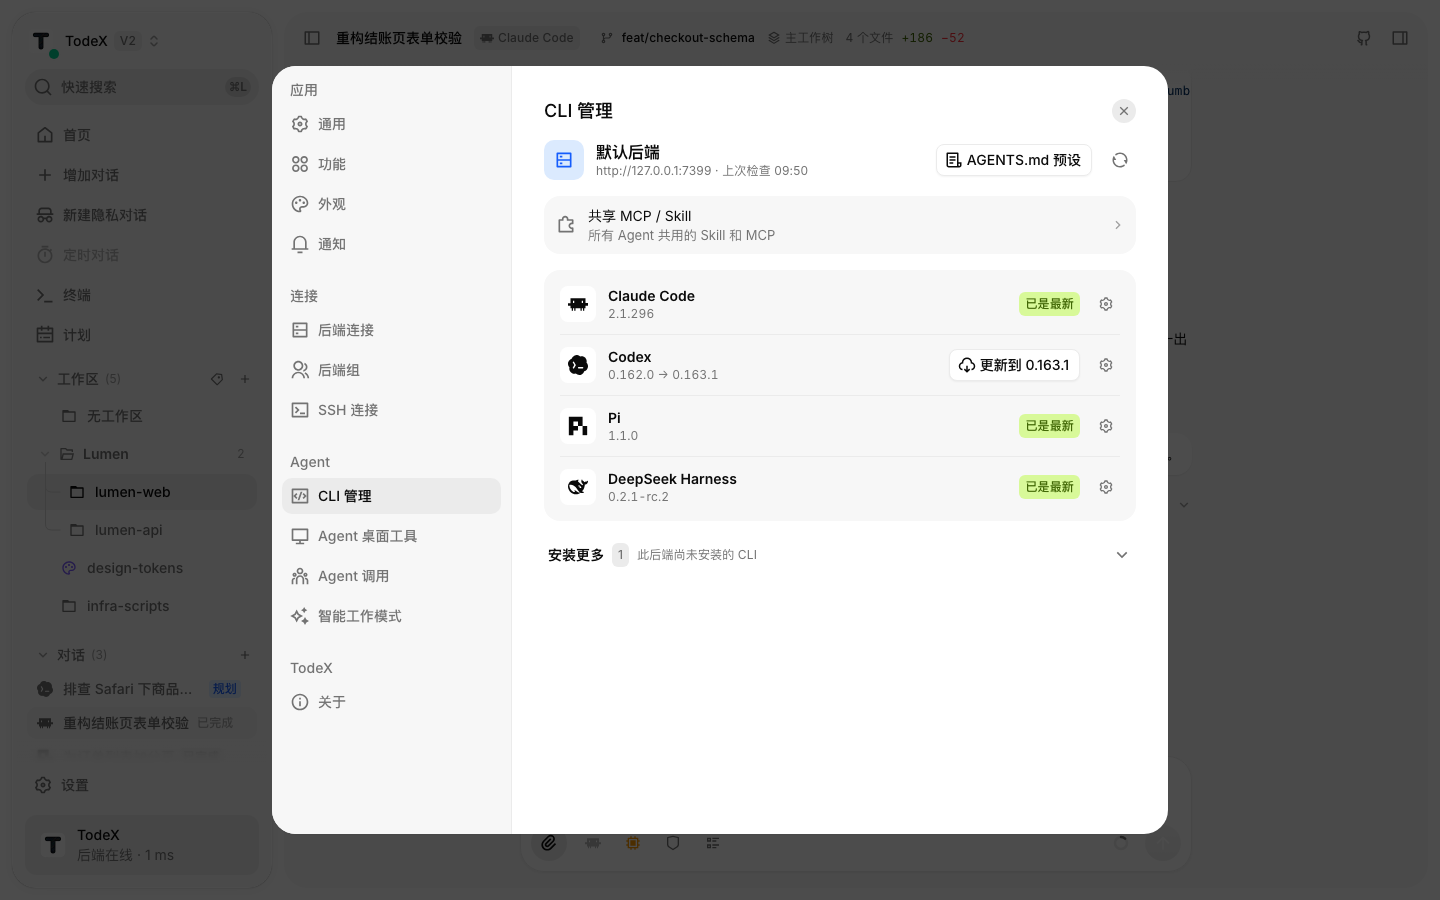 TodeX V2
快速搜索 ⌘L
首页
增加对话
新建隐私对话
定时对话
终端
计划
工作区 (5)
无工作区
Lumen 2
lumen-web
lumen-api
design-tokens
infra-scripts
对话 (3)
排查 Safari 下商品... 规划
重构结账页表单校验 已完成
设置
TodeX
后端在线 · 1 ms
重构结账页表单校验 Claude Code feat/checkout-schema 主工作树 4 个文件 +186 −52
umb
出
应用
通用
功能
外观
通知
连接
后端连接
后端组
SSH 连接
Agent
CLI 管理
Agent 桌面工具
Agent 调用
智能工作模式
TodeX
关于
CLI 管理
默认后端
http://127.0.0.1:7399 · 上次检查 09:50
AGENTS.md 预设
共享 MCP / Skill
所有 Agent 共用的 Skill 和 MCP
Claude Code
2.1.296
已是最新
Codex
0.162.0 → 0.163.1
更新到 0.163.1
Pi
1.1.0
已是最新
DeepSeek Harness
0.2.1-rc.2
已是最新
安装更多 1 此后端尚未安装的 CLI